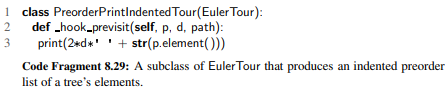 1 class PreorderPrintIndentedTour(EulerTour):
2   def _hook_previsit(self, p, d, path):
3     print(2*d*' ' + str(p.element()))
Code Fragment 8.29: A subclass of EulerTour that produces an indented preorder
list of a tree's elements.